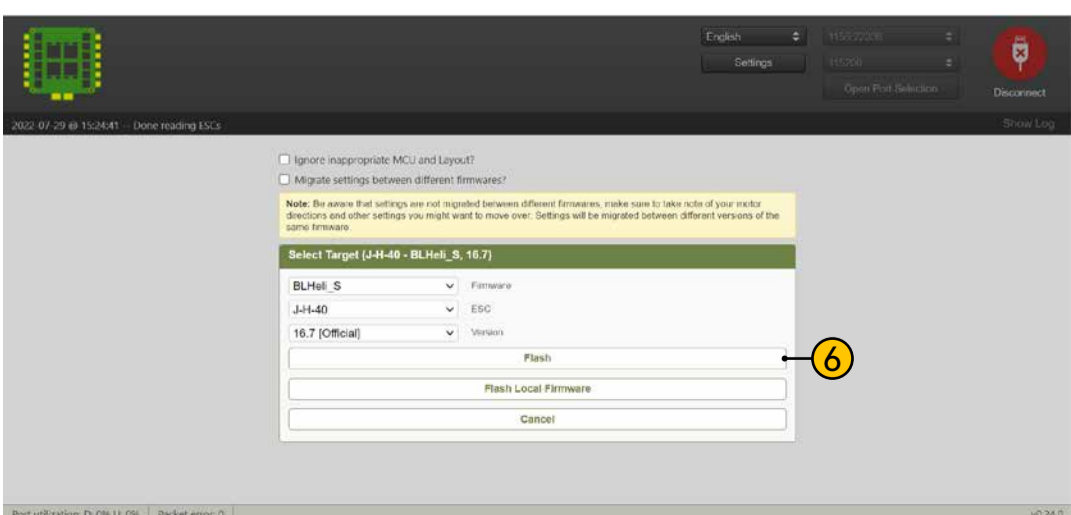 English
Settings
115200
Open Port Selection
Disconnect
2022-07-29 @ 15:24:41 -- Done reading ESCs
Show Log
Ignore inappropriate MCU and Layout?
Migrate settings between different firmwares?
Note: Be aware that settings are not migrated between different firmwares, make sure to take note of your motor
directions and other settings you might want to move over. Settings will be migrated between different versions of the
same firmware.
Select Target (J-H-40 - BLHeli_S, 16.7)
BLHeli_S
Firmware
J-H-40
ESC
16.7 [Official]
Version
Flash
6
Flash Local Firmware
Cancel
Port utilization: D: 0% U: 0%
Packet error: 0